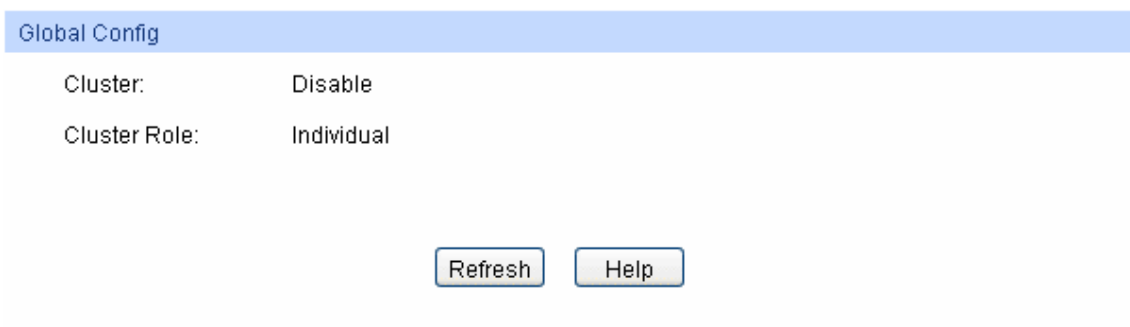 Global Config
Cluster: Disable
Cluster Role: Individual
Refresh Help